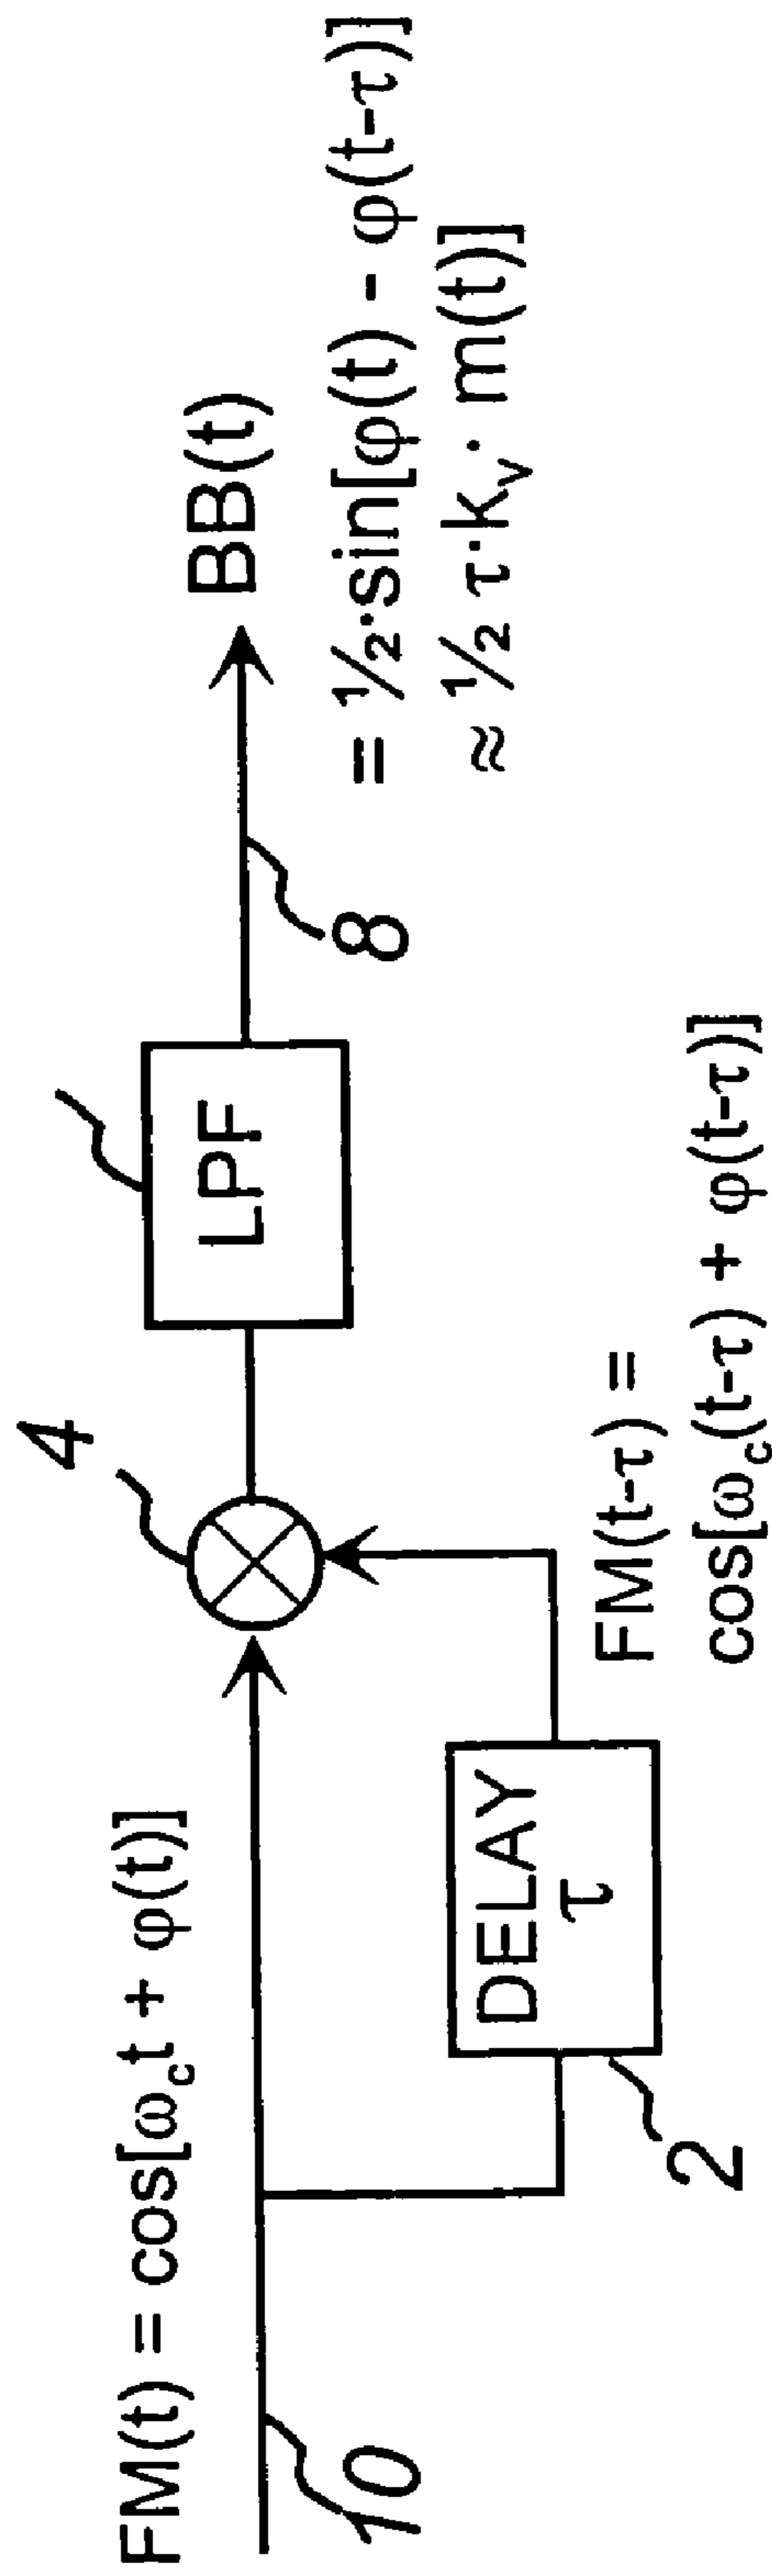 FM(t) = cos[ω_c t + φ(t)]
10
DELAY
τ
2
4
FM(t-τ) =
cos[ω_c(t-τ) + φ(t-τ)]
LPF
8
BB(t)
= ½·sin[φ(t) - φ(t-τ)]
≈ ½ τ·k_v· m(t)]